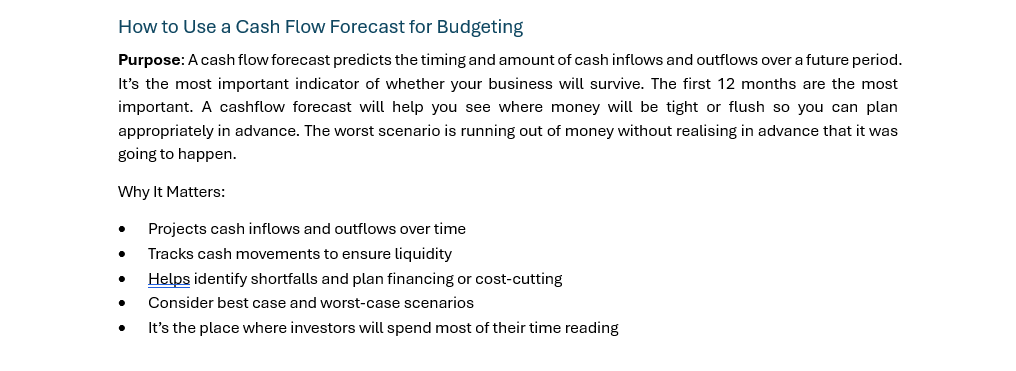 How to Use a Cash Flow Forecast for Budgeting
Purpose: A cash flow forecast predicts the timing and amount of cash inflows and outflows over a future period.
It’s the most important indicator of whether your business will survive. The first 12 months are the most
important. A cashflow forecast will help you see where money will be tight or flush so you can plan
appropriately in advance. The worst scenario is running out of money without realising in advance that it was
going to happen.
Why It Matters:
• Projects cash inflows and outflows over time
• Tracks cash movements to ensure liquidity
• Helps identify shortfalls and plan financing or cost-cutting
• Consider best case and worst-case scenarios
• It’s the place where investors will spend most of their time reading